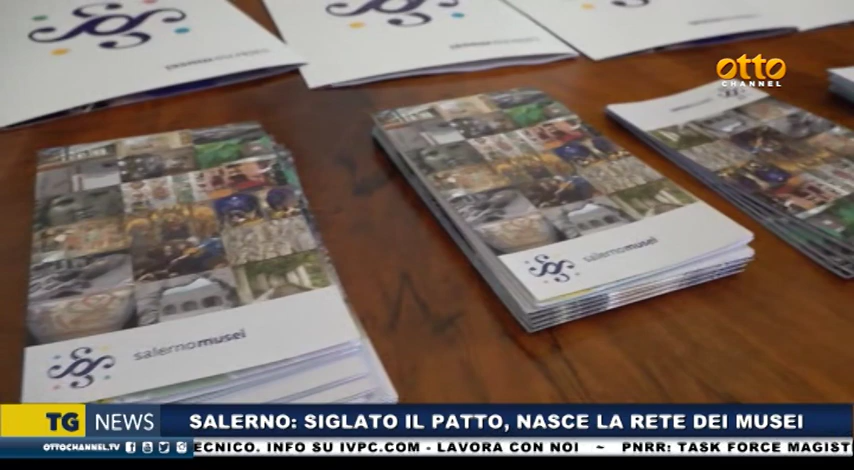 otto
CHANNEL
salernomusei
salernomusei
TG NEWS
SALERNO: SIGLATO IL PATTO, NASCE LA RETE DEI MUSEI
OTTOCHANNEL.TV
ECNICO. INFO SU IVPC.COM - LAVORA CON NOI ~ PNRR: TASK FORCE MAGIST